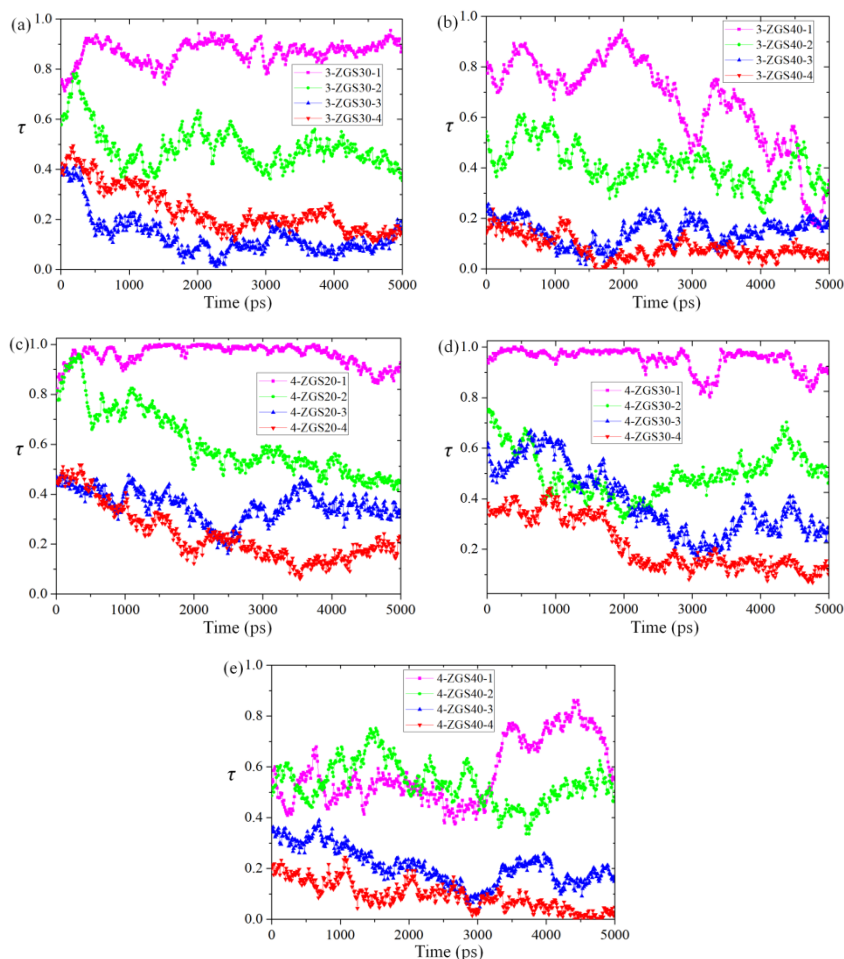 (a)
1.0
0.8
0.6
0.4
0.2
0.0
τ
3-ZGS30-1
3-ZGS30-2
3-ZGS30-3
3-ZGS30-4
0 1000 2000 3000 4000 5000
Time (ps)
(b)
1.0
0.8
0.6
0.4
0.2
0.0
τ
3-ZGS40-1
3-ZGS40-2
3-ZGS40-3
3-ZGS40-4
0 1000 2000 3000 4000 5000
Time (ps)
(c)
1.0
0.8
0.6
0.4
0.2
0.0
τ
4-ZGS20-1
4-ZGS20-2
4-ZGS20-3
4-ZGS20-4
0 1000 2000 3000 4000 5000
Time (ps)
(d)
1.0
0.8
0.6
0.4
0.2
τ
4-ZGS30-1
4-ZGS30-2
4-ZGS30-3
4-ZGS30-4
0 1000 2000 3000 4000 5000
Time (ps)
(e)
1.0
0.8
0.6
0.4
0.2
0.0
τ
4-ZGS40-1
4-ZGS40-2
4-ZGS40-3
4-ZGS40-4
0 1000 2000 3000 4000 5000
Time (ps)